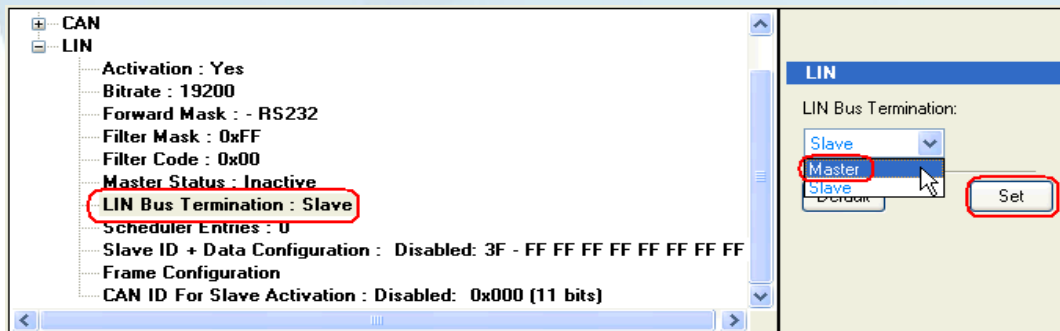 CAN
LIN
Activation : Yes
Bitrate : 19200
Forward Mask : - RS232
Filter Mask : 0xFF
Filter Code : 0x00
Master Status : Inactive
LIN Bus Termination : Slave
Scheduler Entries : 0
Slave ID + Data Configuration :  Disabled: 3F - FF FF FF FF FF FF FF FF
Frame Configuration
CAN ID For Slave Activation : Disabled:  0x000 (11 bits)
LIN
LIN Bus Termination:
Slave
Master
Slave
Default
Set